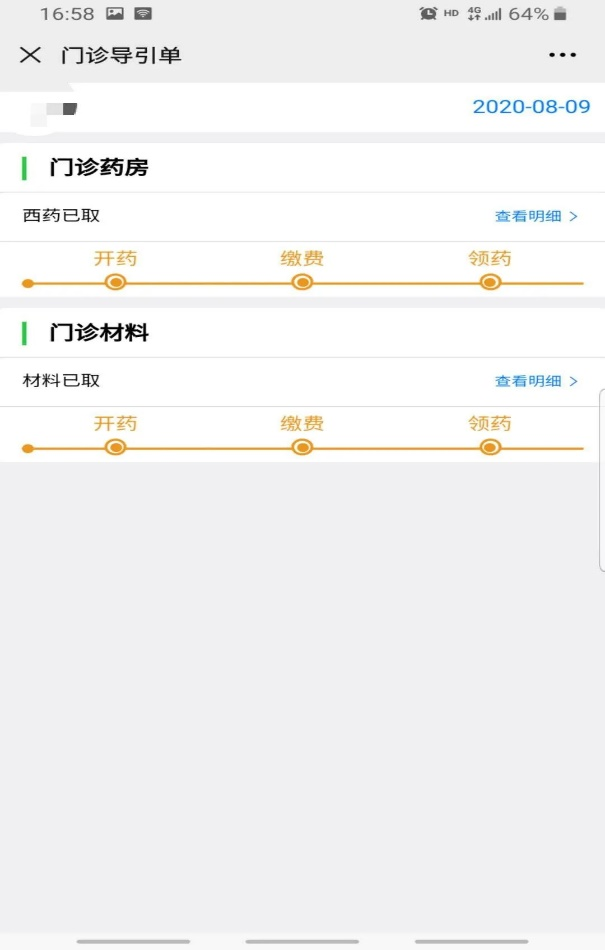 16:58 HD 4G 64%
门诊导引单
2020-08-09
门诊药房
西药已取 查看明细 >
开药 缴费 领药
门诊材料
材料已取 查看明细 >
开药 缴费 领药